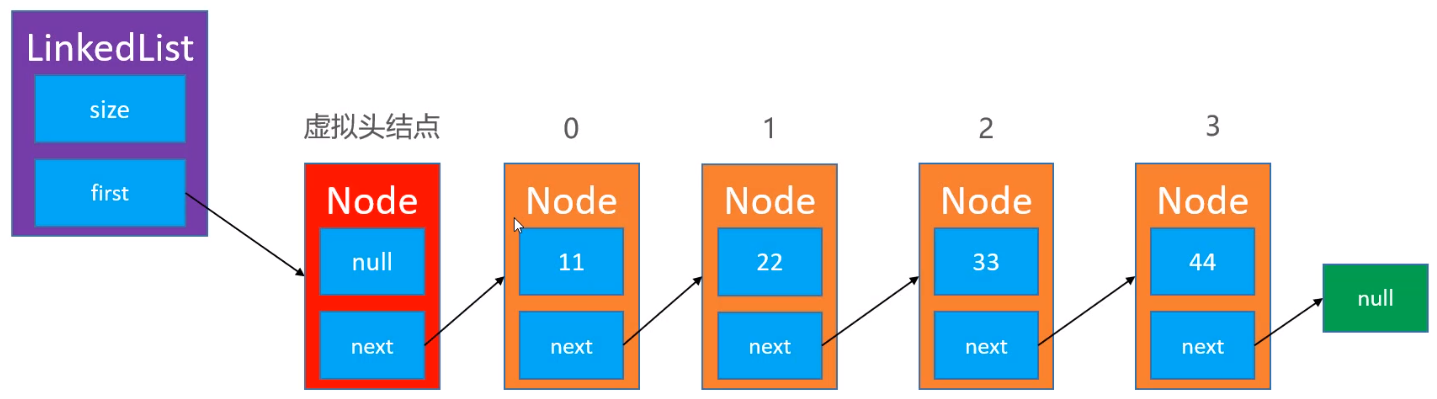 LinkedList
size
first
虚拟头结点 0 1 2 3
Node Node Node Node Node
null 11 22 33 44
null
next next next next next